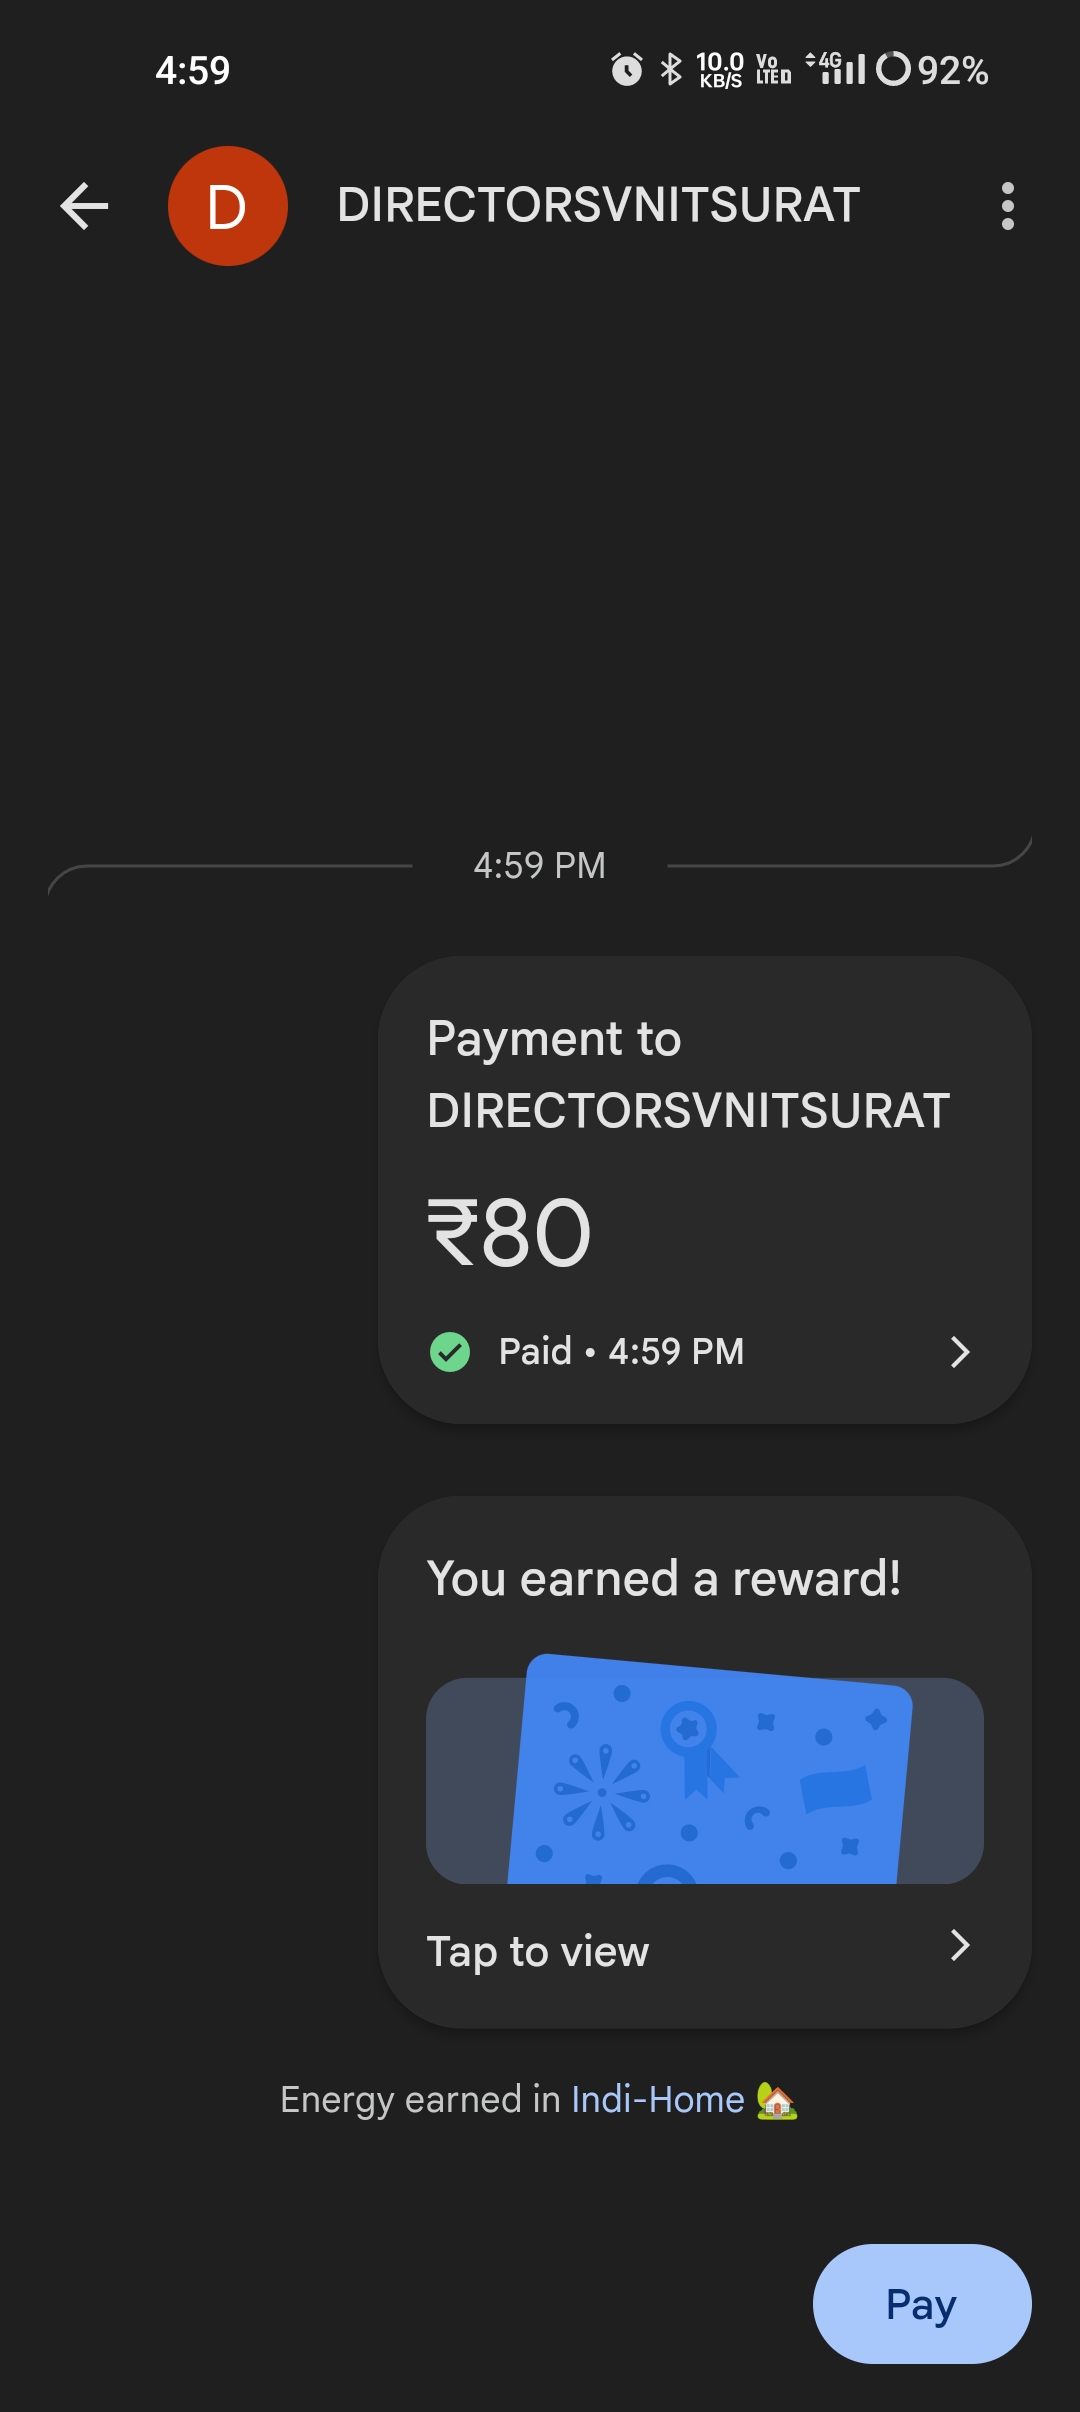 4:59
10.0 KB/S Vo LTED 4G 92%
D DIRECTORSVNITSURAT
4:59 PM
Payment to
DIRECTORSVNITSURAT
₹80
Paid • 4:59 PM
You earned a reward!
Tap to view
Energy earned in Indi-Home 🏡
Pay